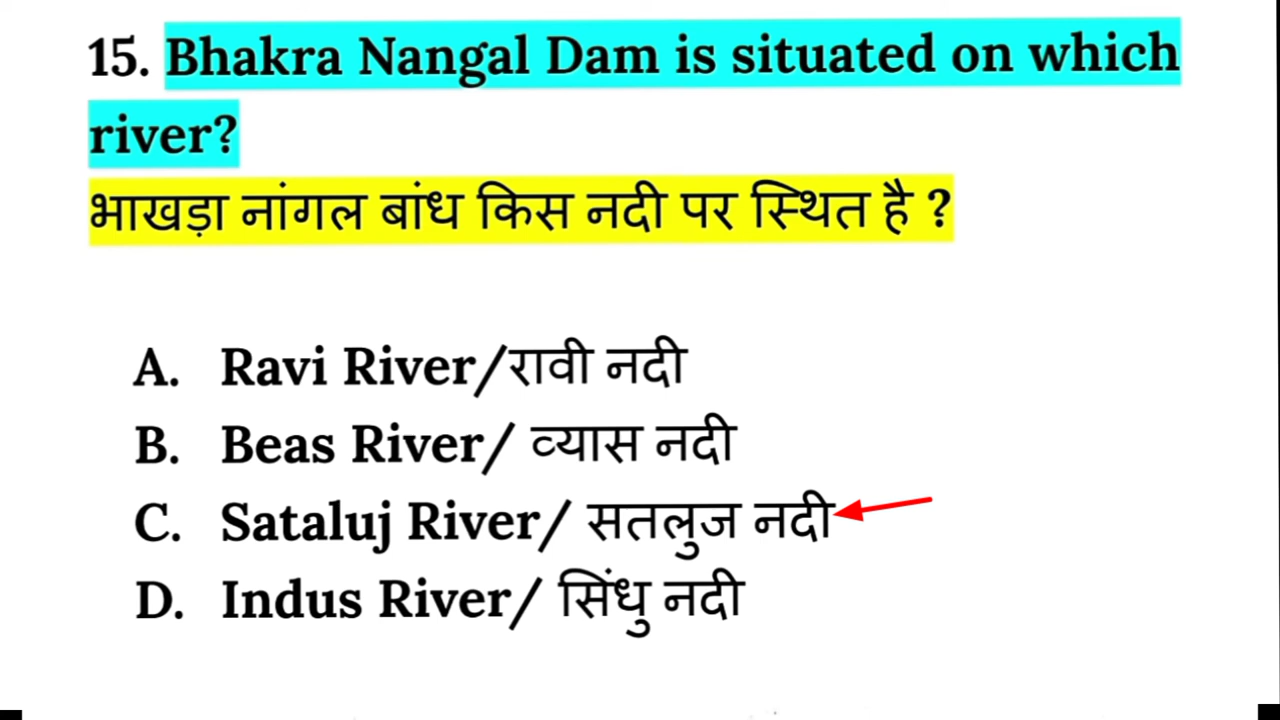 15. Bhakra Nangal Dam is situated on which
river?
भाखड़ा नांगल बांध किस नदी पर स्थित है ?
A. Ravi River/रावी नदी
B. Beas River/ व्यास नदी
C. Sataluj River/ सतलुज नदी
D. Indus River/ सिंधु नदी